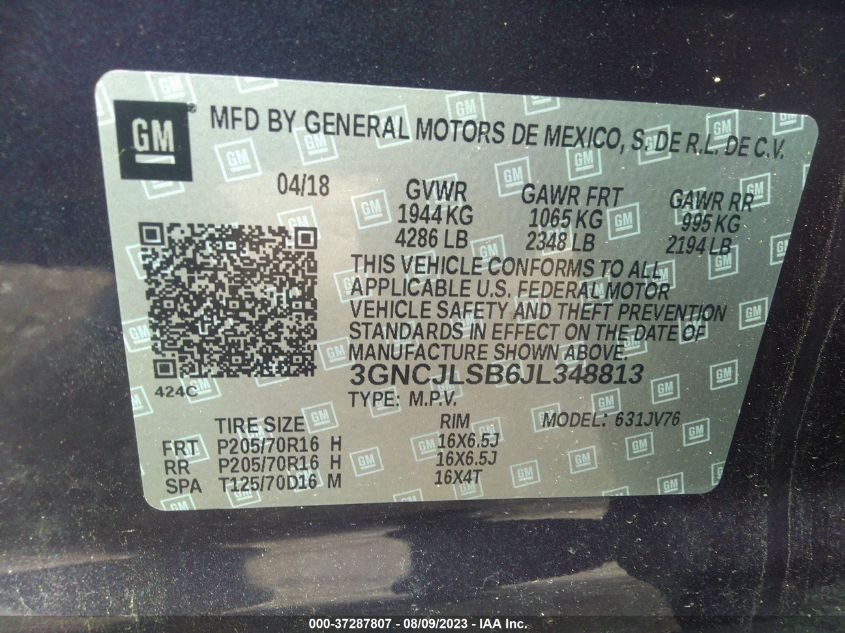 GM® MFD BY GENERAL MOTORS DE MEXICO, S. DE R.L. DE C.V.
04/18 GVWR GAWR FRT GAWR RR
1944 KG 1065 KG 995 KG
4286 LB 2348 LB 2194 LB
THIS VEHICLE CONFORMS TO ALL
APPLICABLE U.S. FEDERAL MOTOR
VEHICLE SAFETY AND THEFT PREVENTION
STANDARDS IN EFFECT ON THE DATE OF
MANUFACTURE SHOWN ABOVE.
424C 3GNCJLSB6JL348813
TYPE: M.P.V.
TIRE SIZE RIM MODEL: 631JV76
FRT P205/70R16 H 16X6.5J
RR P205/70R16 H 16X6.5J
SPA T125/70D16 M 16X4T
000-37287807 - 08/09/2023 - IAA Inc.